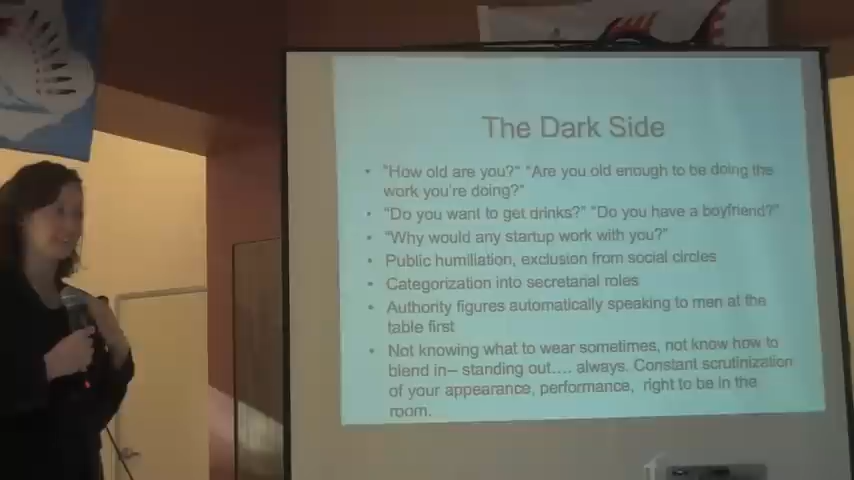 The Dark Side
• "How old are you?" "Are you old enough to be doing the
work you're doing?"
• "Do you want to get drinks?" "Do you have a boyfriend?"
• "Why would any startup work with you?"
• Public humiliation, exclusion from social circles
• Categorization into secretarial roles
• Authority figures automatically speaking to men at the
table first
• Not knowing what to wear sometimes, not know how to
blend in– standing out.... always. Constant scrutinization
of your appearance, performance, right to be in the
room.